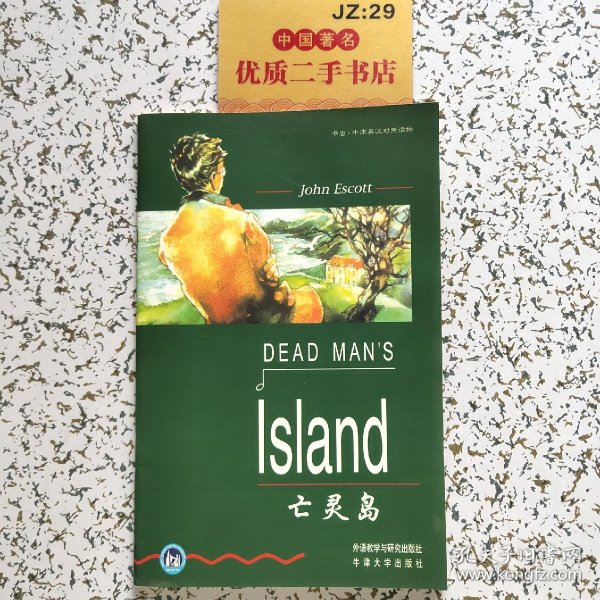 JZ:29
中国著名
优质二手书店
书虫·牛津英汉对照读物
John Escott
DEAD MAN'S
Island
亡灵岛
外语教学与研究出版社
牛津大学出版社
孔夫子旧书网
www.kongfz.com